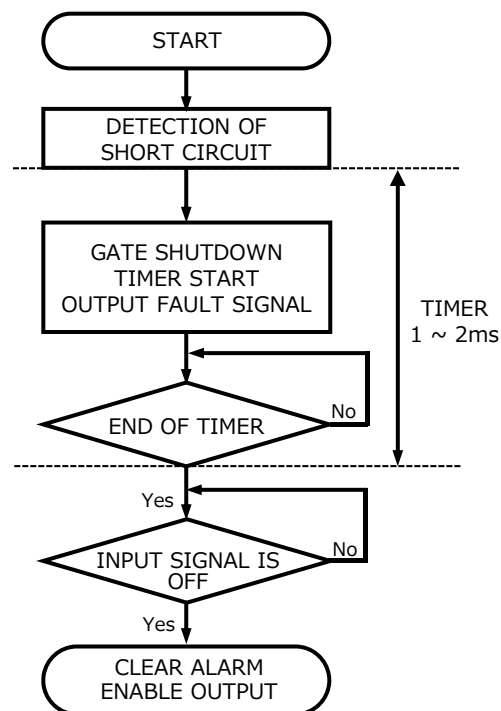 START
DETECTION OF
SHORT CIRCUIT
GATE SHUTDOWN
TIMER START
OUTPUT FAULT SIGNAL
TIMER
1 ~ 2ms
END OF TIMER
No
Yes
INPUT SIGNAL IS
OFF
No
Yes
CLEAR ALARM
ENABLE OUTPUT